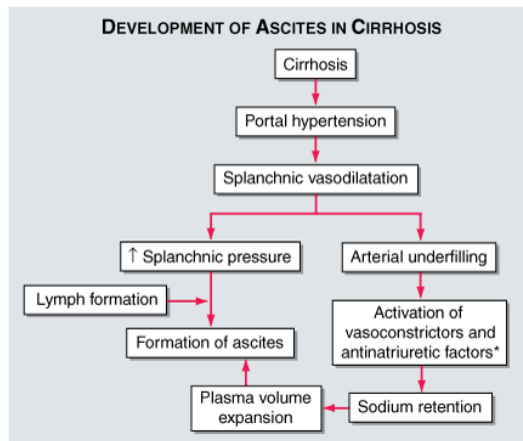 DEVELOPMENT OF ASCITES IN CIRRHOSIS
Cirrhosis
Portal hypertension
Splanchnic vasodilatation
↑ Splanchnic pressure
Arterial underfilling
Lymph formation
Activation of
vasoconstrictors and
antinatriuretic factors*
Formation of ascites
Plasma volume
expansion
Sodium retention